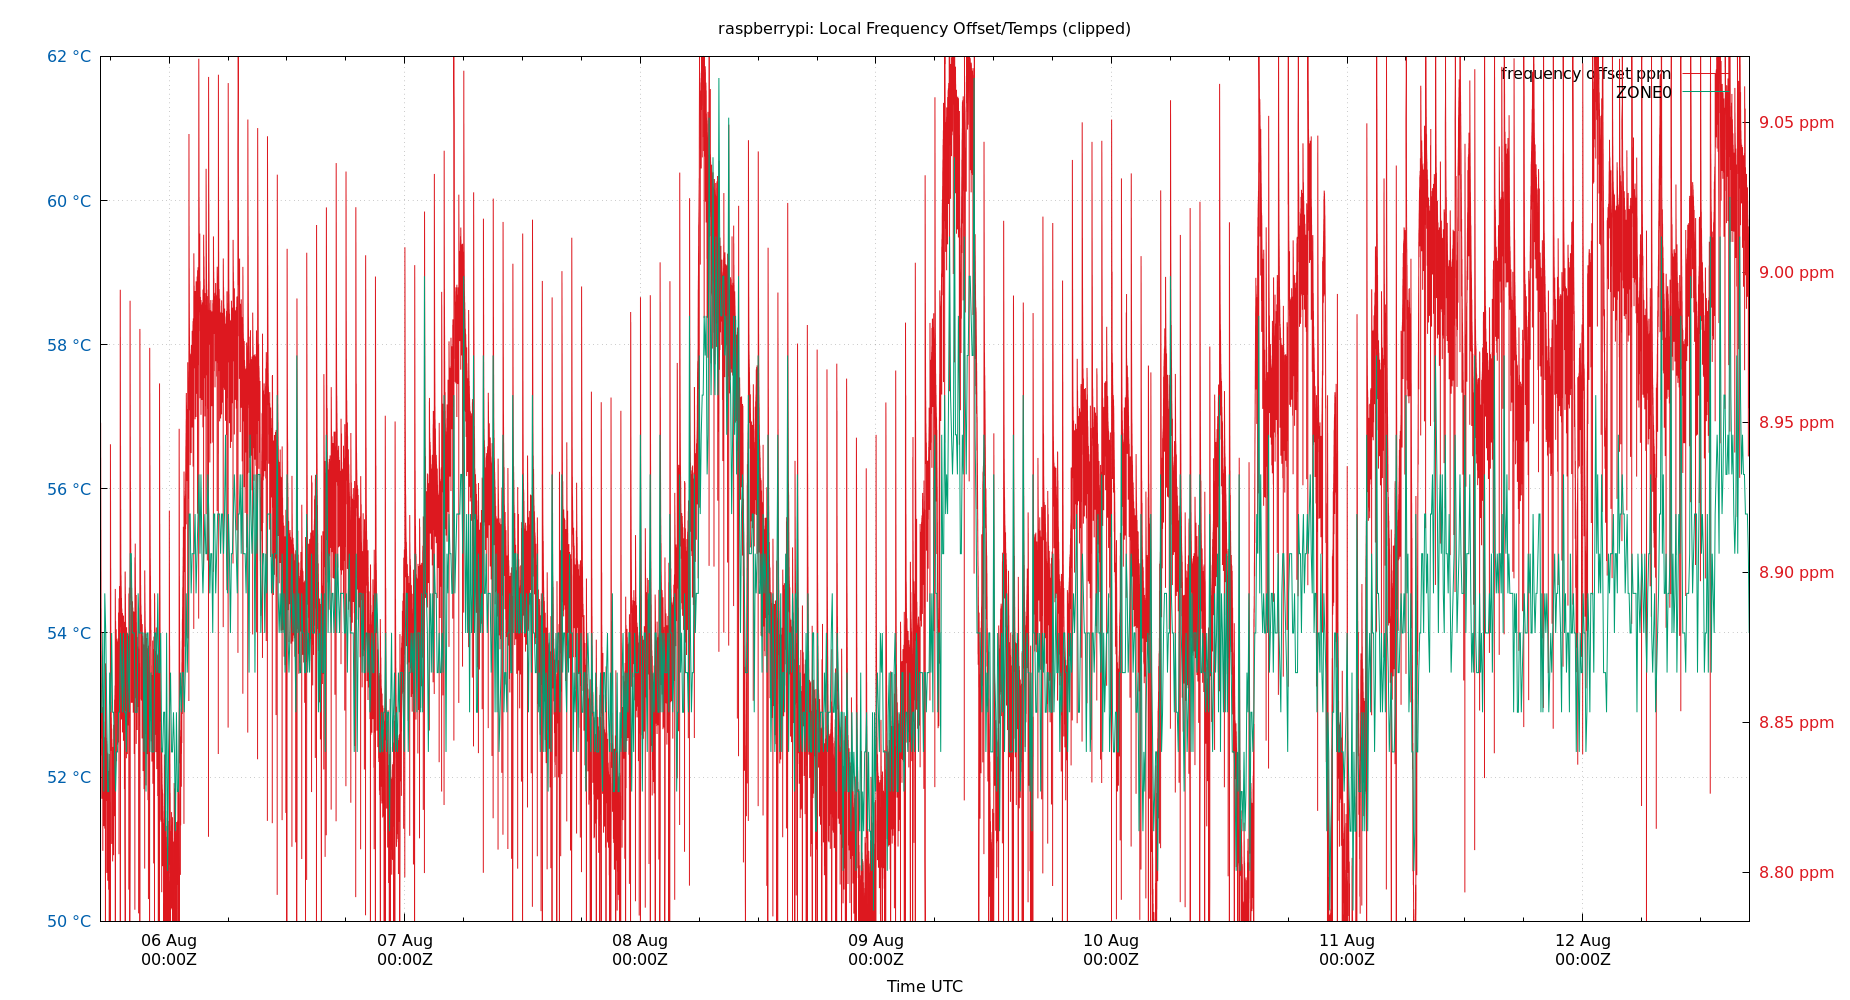 raspberrypi: Local Frequency Offset/Temps (clipped)
62 °C
60 °C
58 °C
56 °C
54 °C
52 °C
50 °C
frequency offset ppm
ZONE0
9.05 ppm
9.00 ppm
8.95 ppm
8.90 ppm
8.85 ppm
8.80 ppm
06 Aug
00:00Z
07 Aug
00:00Z
08 Aug
00:00Z
09 Aug
00:00Z
10 Aug
00:00Z
11 Aug
00:00Z
12 Aug
00:00Z
Time UTC